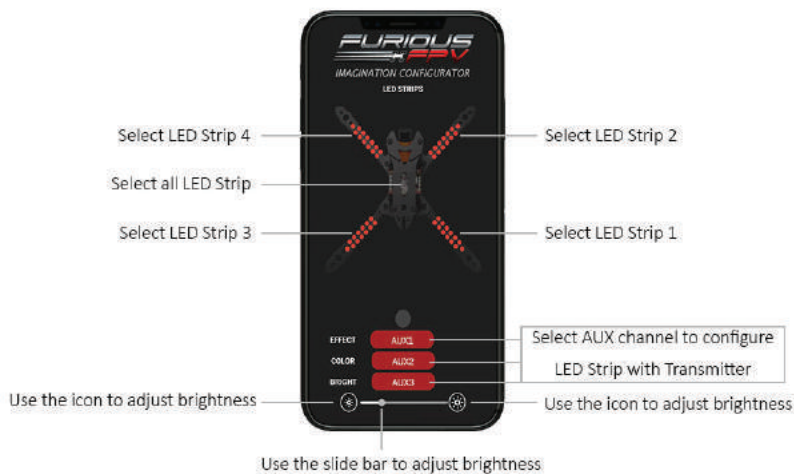 FURIOUS
FPV
IMAGINATION CONFIGURATOR
LED STRIPS
Select LED Strip 4
Select LED Strip 2
Select all LED Strip
Select LED Strip 3
Select LED Strip 1
EFFECT AUX1
Select AUX channel to configure
COLOR AUX2
LED Strip with Transmitter
BRIGHT AUX3
Use the icon to adjust brightness
Use the icon to adjust brightness
Use the slide bar to adjust brightness